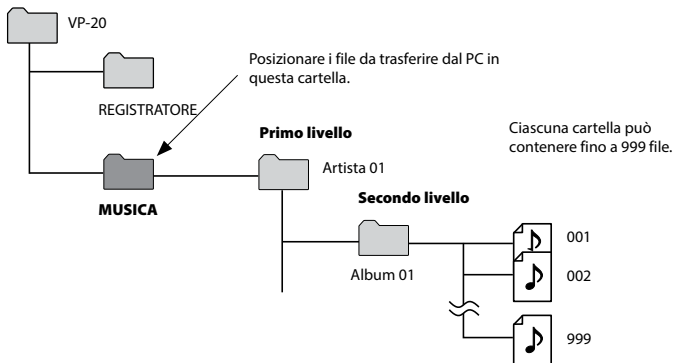 VP-20
Posizionare i file da trasferire dal PC in
questa cartella.
REGISTRATORE
Primo livello
Ciascuna cartella può
contenere fino a 999 file.
Artista 01
MUSICA
Secondo livello
001
Album 01
002
999